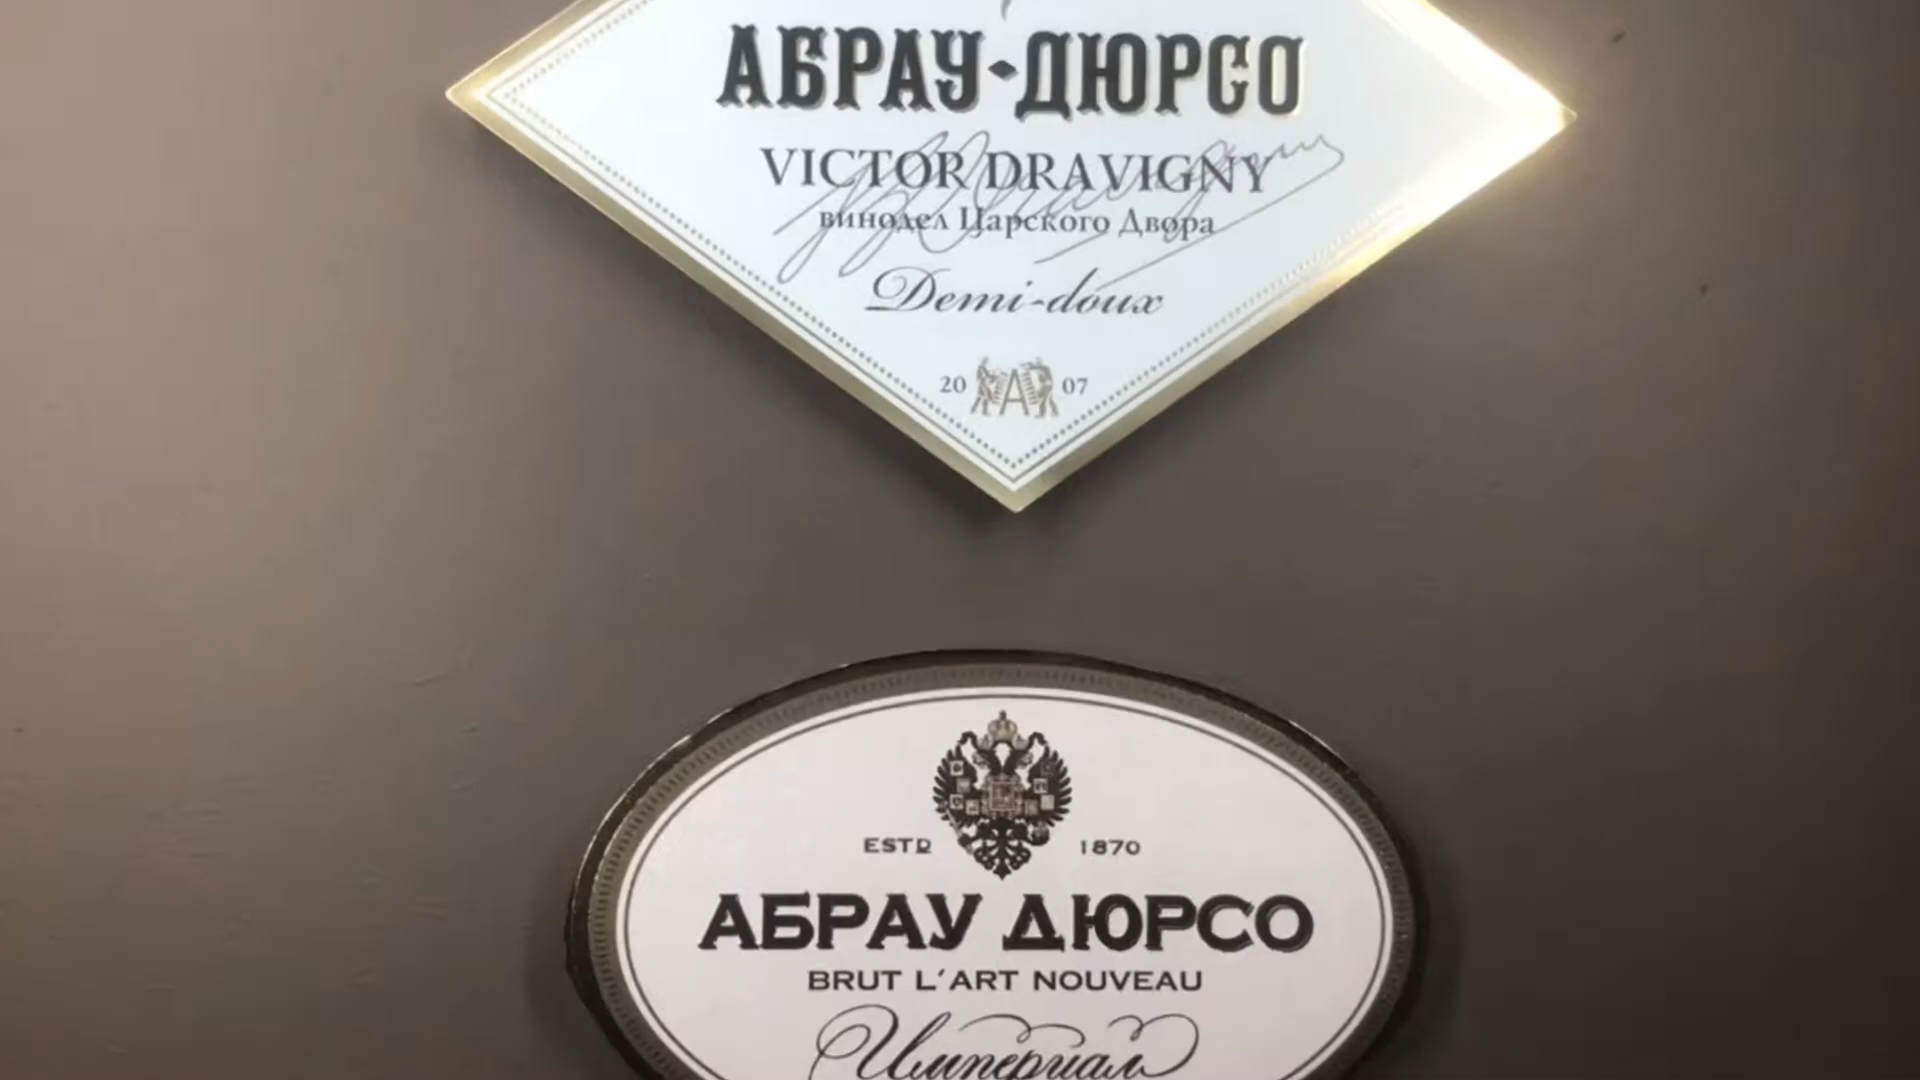 АБРАУ-ДЮРСО
VICTOR DRAVIGNY
винодел Царского Двора
Demi-doux
20 АД 07
ESTD 1870
АБРАУ ДЮРСО
BRUT L'ART NOUVEAU
Империал